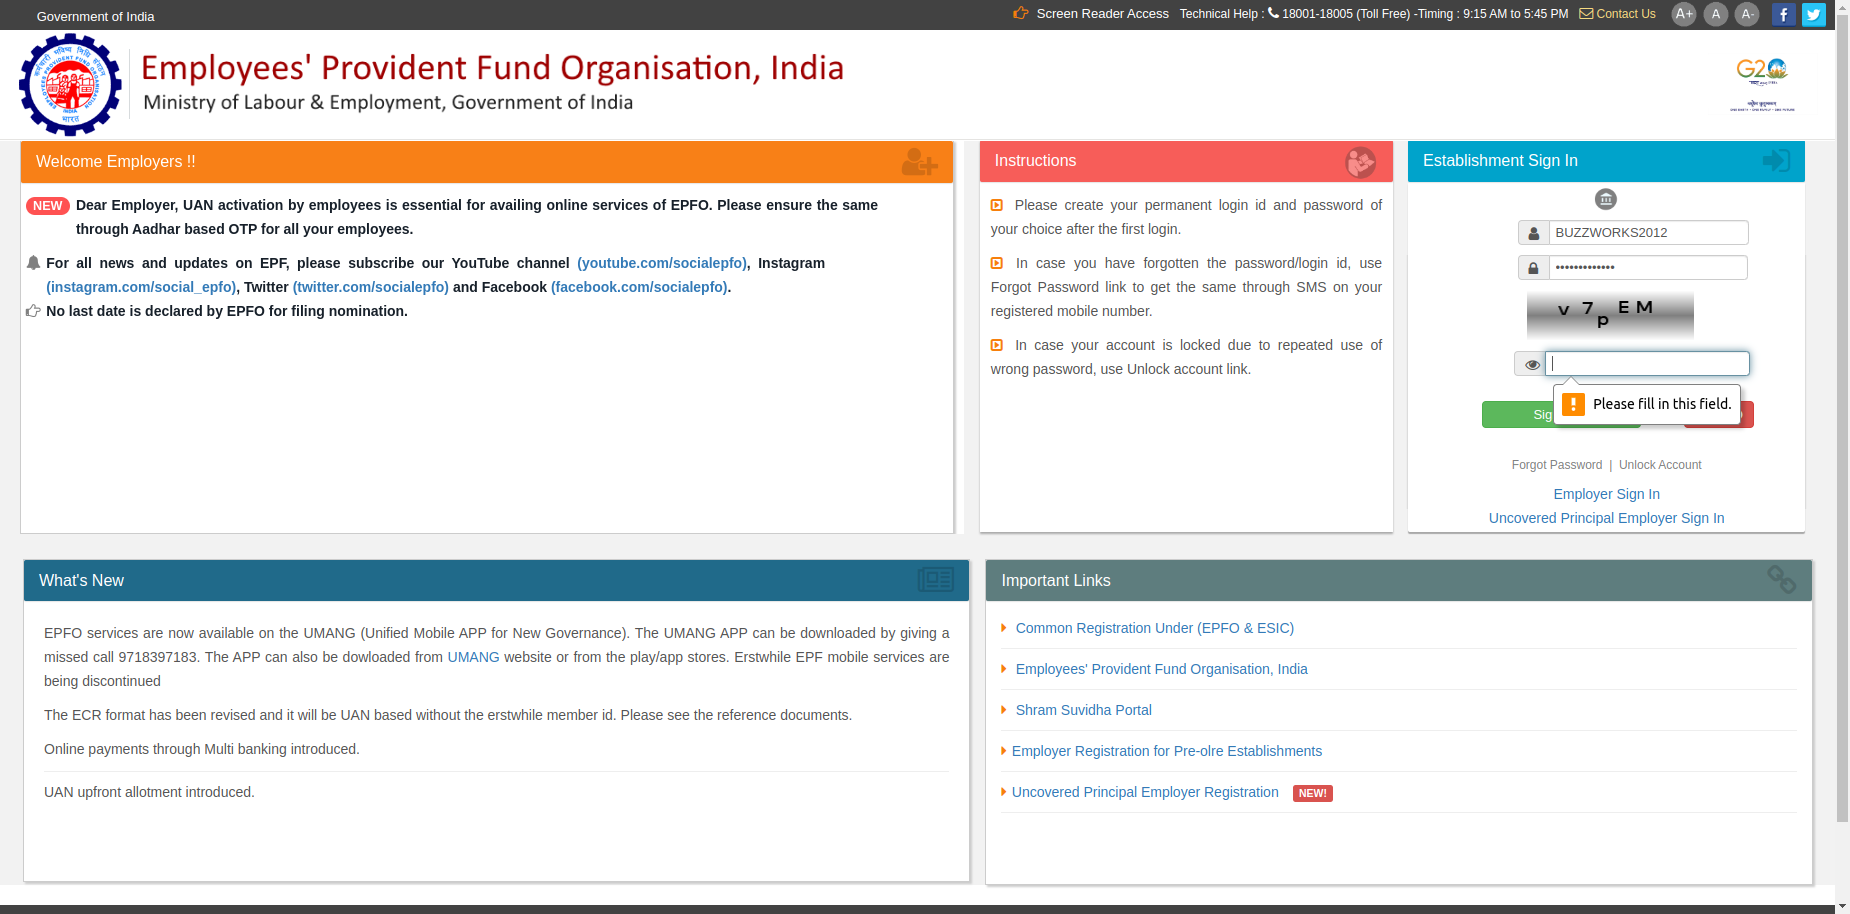 Government of India
Screen Reader Access Technical Help : 18001-18005 (Toll Free) -Timing : 9:15 AM to 5:45 PM Contact Us A+ A A-
Employees' Provident Fund Organisation, India
Ministry of Labour & Employment, Government of India
G20
Welcome Employers !!
NEW Dear Employer, UAN activation by employees is essential for availing online services of EPFO. Please ensure the same
through Aadhar based OTP for all your employees.
For all news and updates on EPF, please subscribe our YouTube channel (youtube.com/socialepfo), Instagram
(instagram.com/social_epfo), Twitter (twitter.com/socialepfo) and Facebook (facebook.com/socialepfo).
No last date is declared by EPFO for filing nomination.
Instructions
Please create your permanent login id and password of
your choice after the first login.
In case you have forgotten the password/login id, use
Forgot Password link to get the same through SMS on your
registered mobile number.
In case your account is locked due to repeated use of
wrong password, use Unlock account link.
Establishment Sign In
BUZZWORKS2012
•••••••••••••
v 7 p E M
Please fill in this field.
Sig
Forgot Password | Unlock Account
Employer Sign In
Uncovered Principal Employer Sign In
What's New
EPFO services are now available on the UMANG (Unified Mobile APP for New Governance). The UMANG APP can be downloaded by giving a
missed call 9718397183. The APP can also be dowloaded from UMANG website or from the play/app stores. Erstwhile EPF mobile services are
being discontinued
The ECR format has been revised and it will be UAN based without the erstwhile member id. Please see the reference documents.
Online payments through Multi banking introduced.
UAN upfront allotment introduced.
Important Links
Common Registration Under (EPFO & ESIC)
Employees' Provident Fund Organisation, India
Shram Suvidha Portal
Employer Registration for Pre-olre Establishments
Uncovered Principal Employer Registration NEW!